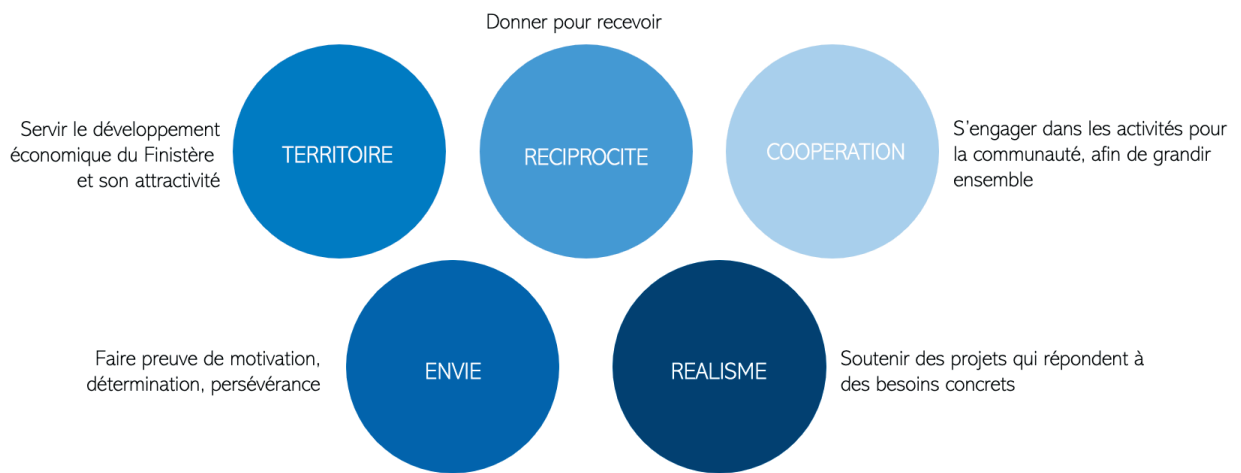 Donner pour recevoir
Servir le développement
économique du Finistère
et son attractivité
TERRITOIRE
RECIPROCITE
COOPERATION
S'engager dans les activités pour
la communauté, afin de grandir
ensemble
Faire preuve de motivation,
détermination, persévérance
ENVIE
REALISME
Soutenir des projets qui répondent à
des besoins concrets